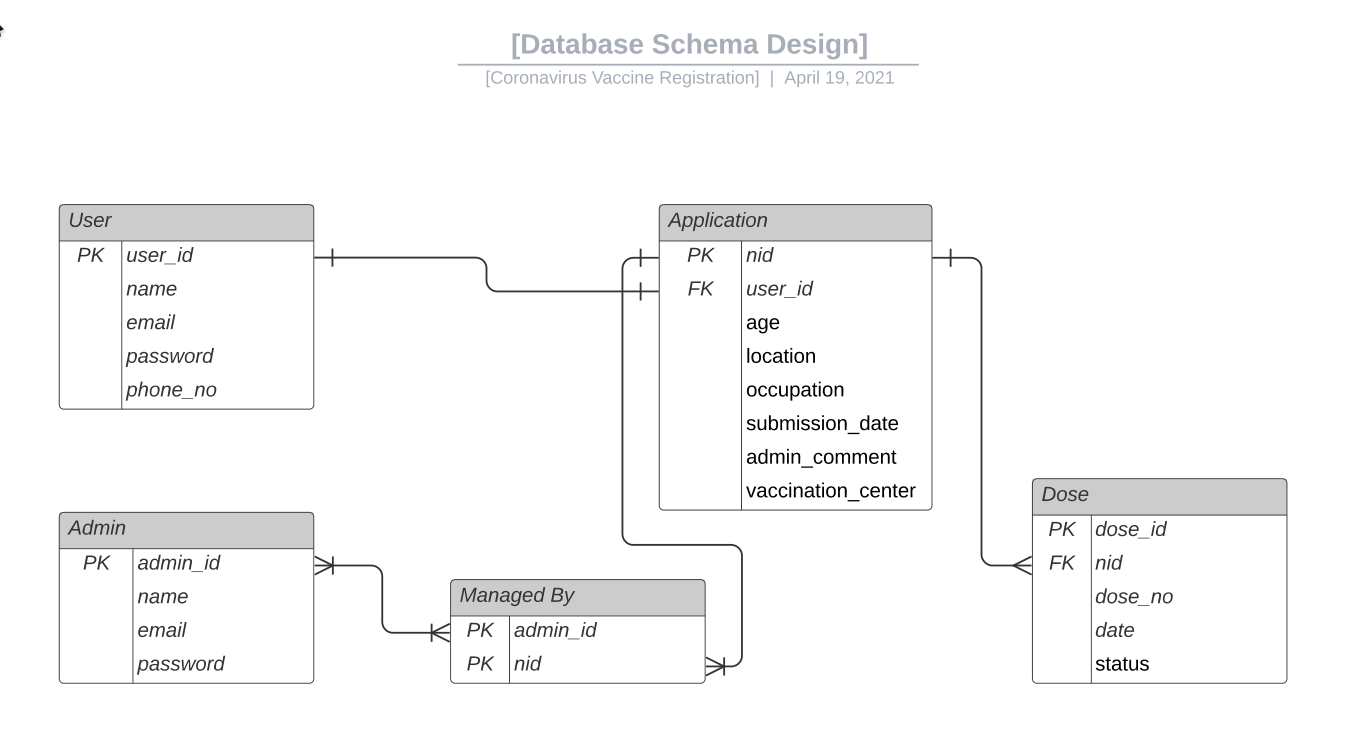 [Database Schema Design]
[Coronavirus Vaccine Registration] | April 19, 2021
User
PK user_id
name
email
password
phone_no
Application
PK nid
FK user_id
age
location
occupation
submission_date
admin_comment
vaccination_center
Admin
PK admin_id
name
email
password
Managed By
PK admin_id
PK nid
Dose
PK dose_id
FK nid
dose_no
date
status